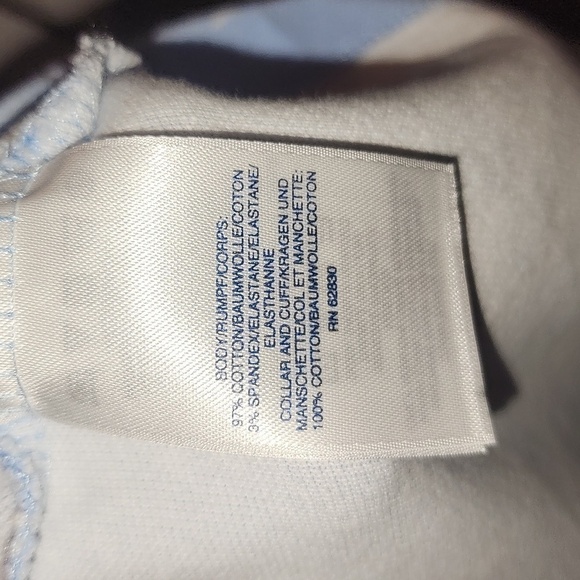 BODY/RUMPF/CORPS:
97% COTTON/BAUMWOLLE/COTON
3% SPANDEX/ELASTANE/ELASTANE/
ELASTHANNE
COLLAR AND CUFF/KRAGEN UND
MANSCHETTE/COL ET MANCHETTE:
100% COTTON/BAUMWOLLE/COTON
RN 62830